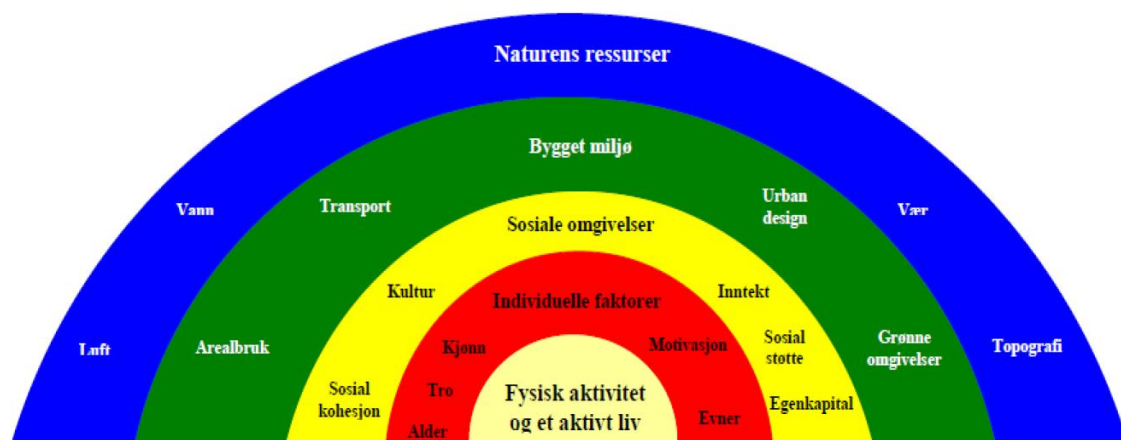 Naturens ressurser
Bygget miljø
Vann
Transport
Urban
design
Vær
Sosiale omgivelser
Kultur
Inntekt
Individuelle faktorer
Luft
Arealbruk
Kjønn
Motivasjon
Sosial
støtte
Grønne
omgivelser
Topografi
Sosial
kohesjon
Tro
Fysisk aktivitet
og et aktivt liv
Egenkapital
Alder
Evner